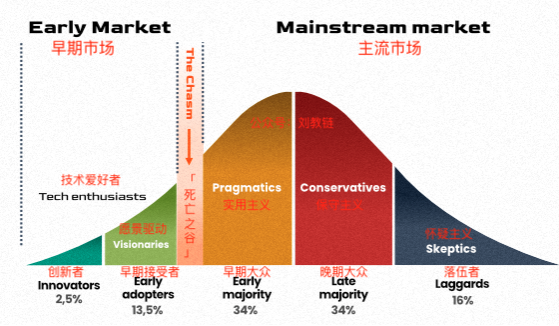 Early Market
早期市场
Mainstream market
主流市场
The Chasm
「死亡之谷」
技术爱好者
Tech enthusiasts
愿景驱动
Visionaries
刘教链
Pragmatics
实用主义
Conservatives
保守主义
怀疑主义
Skeptics
创新者
Innovators
2,5%
早期接受者
Early
adopters
13,5%
早期大众
Early
majority
34%
晚期大众
Late
majority
34%
落伍者
Laggards
16%